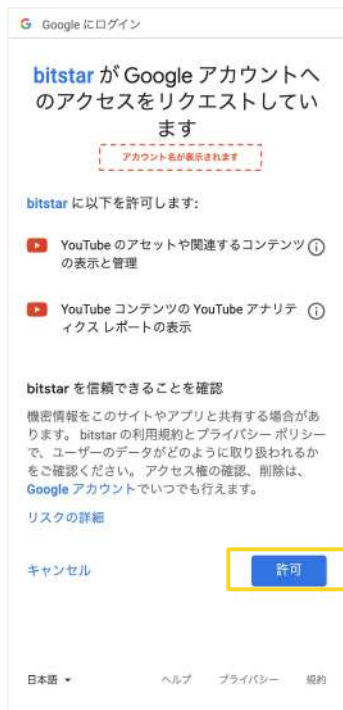 Google にログイン
bitstar が Google アカウントへ
のアクセスをリクエストしてい
ます
アカウント名が表示されます
bitstar に以下を許可します:
YouTube のアセットや関連するコンテンツ
の表示と管理
YouTube コンテンツの YouTube アナリテ
ィクス レポートの表示
bitstar を信頼できることを確認
機密情報をこのサイトやアプリと共有する場合があ
ります。 bitstar の利用規約とプライバシー ポリシー
で、ユーザーのデータがどのように取り扱われるか
をご確認ください。 アクセス権の確認、削除は、
Google アカウントでいつでも行えます。
リスクの詳細
キャンセル
許可
日本語
ヘルプ
プライバシー
規約